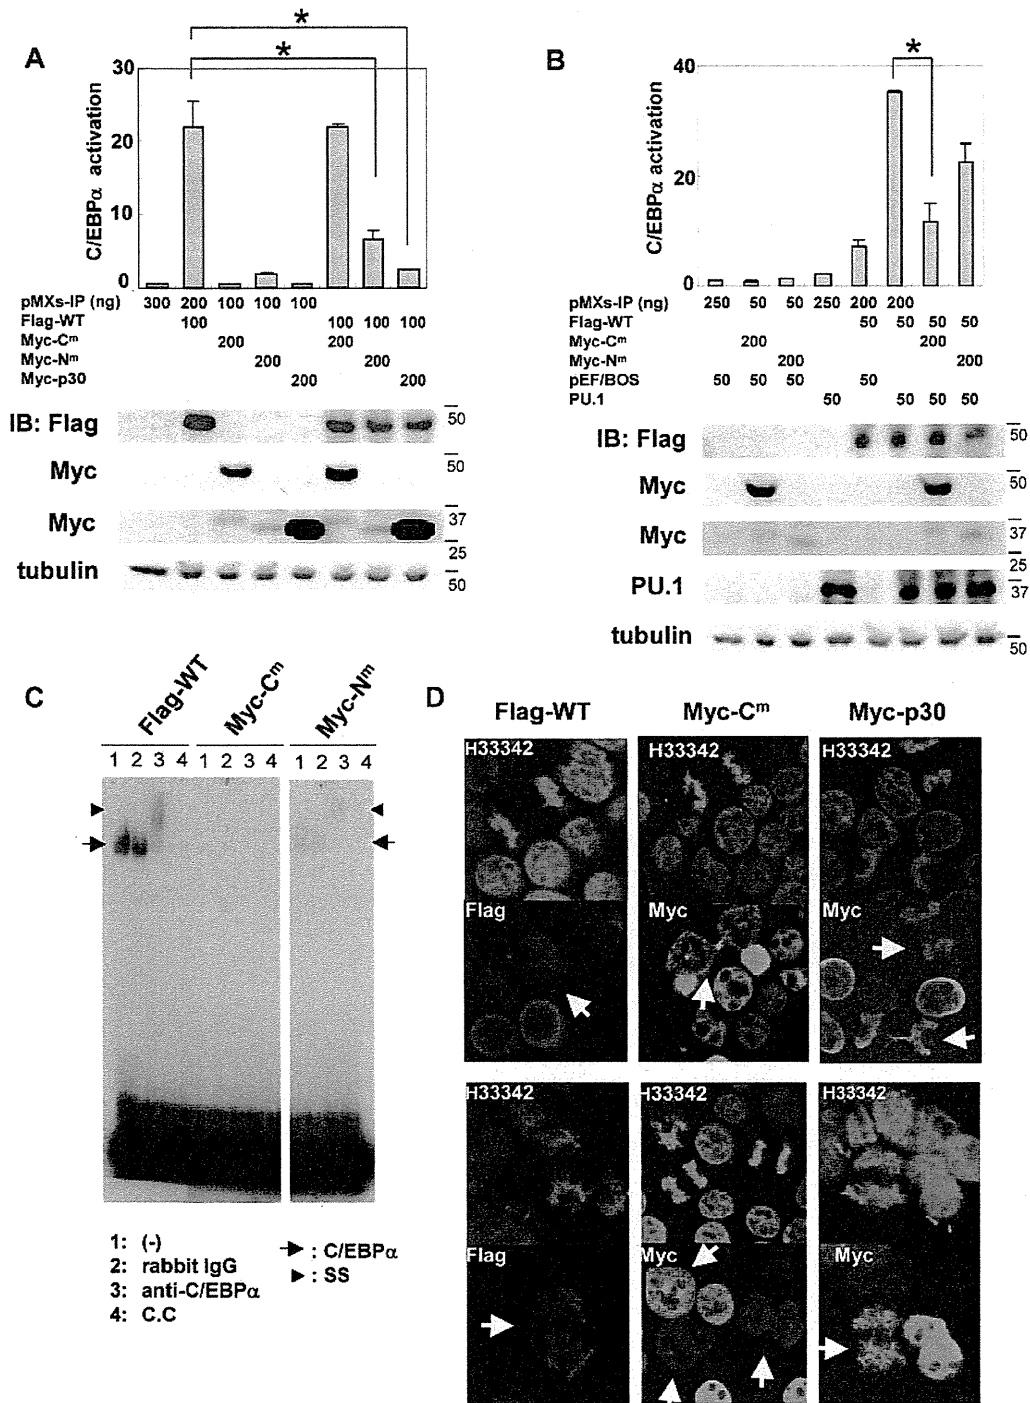 A
*
*
30
20
10
0
C/EBPα activation
pMXs-IP (ng) 300 200 100 100 100
Flag-WT 100 100 100 100
Myc-Cᵐ 200 200
Myc-Nᵐ 200 200
Myc-p30 200 200
IB: Flag 50
Myc 50
Myc 37
25
tubulin 50
B
*
40
20
0
C/EBPα activation
pMXs-IP (ng) 250 50 50 250 200 200
Flag-WT 50 50 50 50
Myc-Cᵐ 200 200
Myc-Nᵐ 200 200
pEF/BOS 50 50 50 50
PU.1 50 50 50 50
IB: Flag 50
Myc 50
Myc 37
25
PU.1 37
tubulin 50
C
Flag-WT Myc-Cᵐ Myc-Nᵐ
1 2 3 4 1 2 3 4 1 2 3 4
1: (-)
2: rabbit IgG
3: anti-C/EBPα
4: C.C
: C/EBPα
: SS
D
Flag-WT Myc-Cᵐ Myc-p30
H33342 H33342 H33342
Flag Myc Myc
H33342 H33342 H33342
Flag Myc Myc